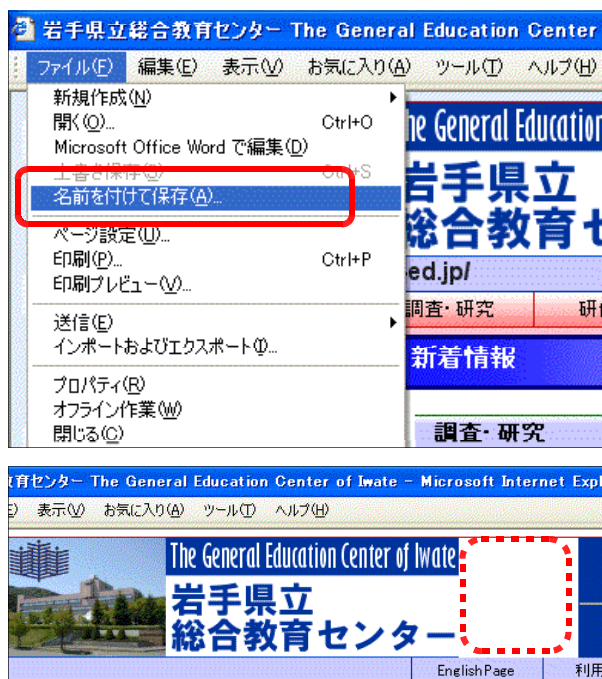 岩手県立総合教育センター The General Education Center
ファイル(F) 編集(E) 表示(V) お気に入り(A) ツール(T) ヘルプ(H)
新規作成(N)
開く(O)... Ctrl+O
Microsoft Office Word で編集(D)
上書き保存(S) Ctrl+S
名前を付けて保存(A)...
ページ設定(U)...
印刷(P)... Ctrl+P
印刷プレビュー(V)...
送信(E)
インポートおよびエクスポート(I)...
プロパティ(R)
オフライン作業(W)
閉じる(C)
he General Education
岩手県立
総合教育セ
ed.jp/
調査・研究 研
新着情報
調査・研究
育センター The General Education Center of Iwate - Microsoft Internet Expl
表示(V) お気に入り(A) ツール(T) ヘルプ(H)
The General Education Center of Iwate
岩手県立
総合教育センター
English Page 利用